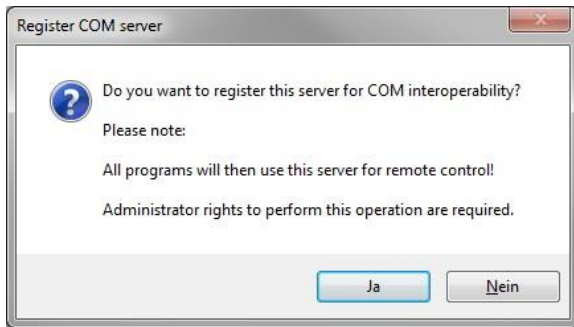 Register COM server
Do you want to register this server for COM interoperability?
Please note:
All programs will then use this server for remote control!
Administrator rights to perform this operation are required.
Ja
Nein